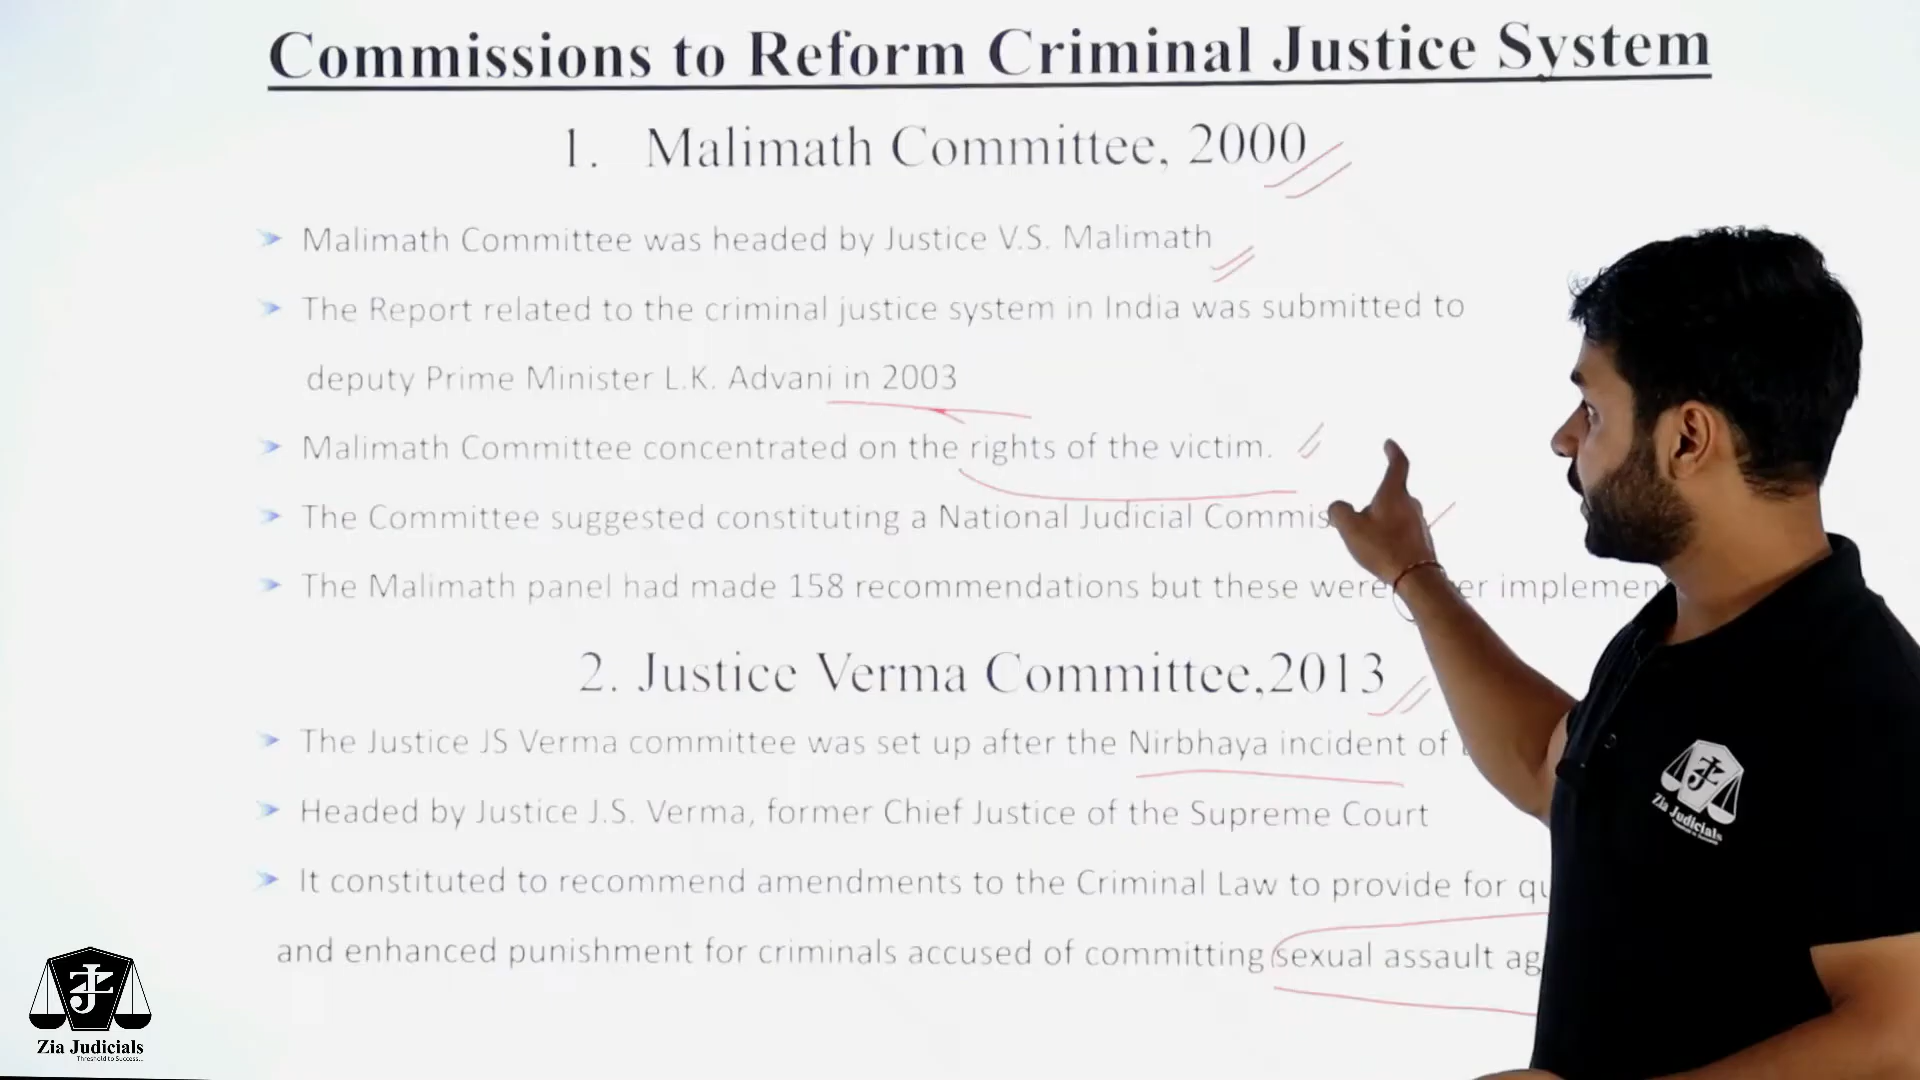 Commissions to Reform Criminal Justice System
1. Malimath Committee, 2000
Malimath Committee was headed by Justice V.S. Malimath
The Report related to the criminal justice system in India was submitted to
deputy Prime Minister L.K. Advani in 2003
Malimath Committee concentrated on the rights of the victim.
The Committee suggested constituting a National Judicial
The Malimath panel had made 158 recommendations but these were
2. Justice Verma Committee,2013
The Justice JS Verma committee was set up after the Nirbhaya incident of
Headed by Justice J.S. Verma, former Chief Justice of the Supreme Court
It constituted to recommend amendments to the Criminal Law to provide for
and enhanced punishment for criminals accused of committing sexual assault
Zia Judicials
Zia Judicials
Threshold to Success...